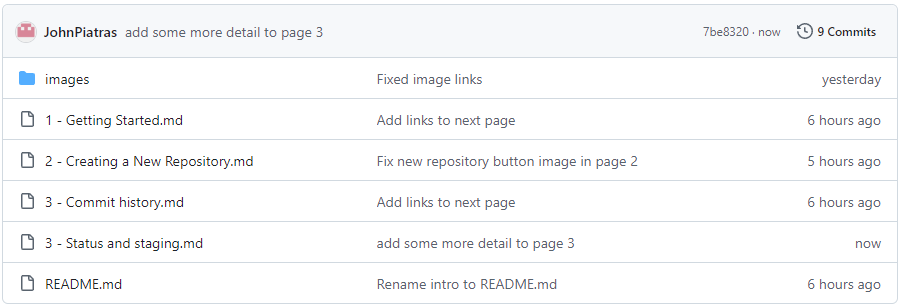 JohnPiatras add some more detail to page 3 7be8320 · now 9 Commits
images Fixed image links yesterday
1 - Getting Started.md Add links to next page 6 hours ago
2 - Creating a New Repository.md Fix new repository button image in page 2 5 hours ago
3 - Commit history.md Add links to next page 6 hours ago
3 - Status and staging.md add some more detail to page 3 now
README.md Rename intro to README.md 6 hours ago